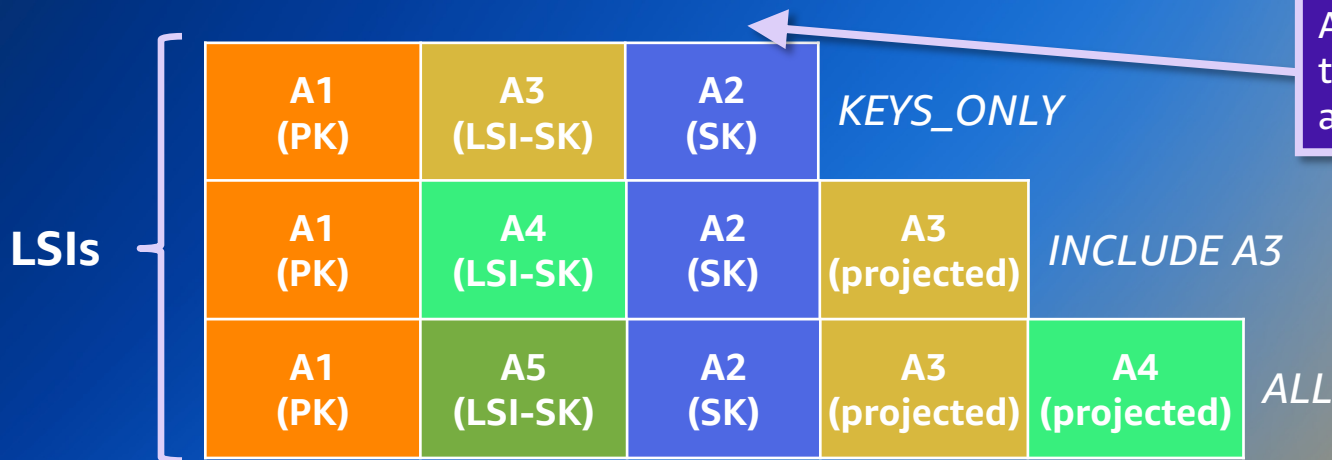 A1
(PK)
A3
(LSI-SK)
A2
(SK)
KEYS_ONLY
LSIs
A1
(PK)
A4
(LSI-SK)
A2
(SK)
A3
(projected)
INCLUDE A3
A1
(PK)
A5
(LSI-SK)
A2
(SK)
A3
(projected)
A4
(projected)
ALL